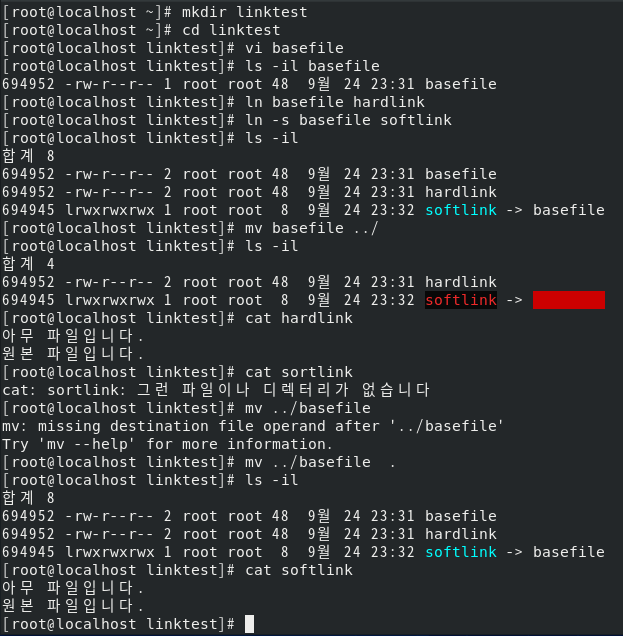 [root@localhost ~]# mkdir linktest
[root@localhost ~]# cd linktest
[root@localhost linktest]# vi basefile
[root@localhost linktest]# ls -il basefile
694952 -rw-r--r-- 1 root root 48  9월  24 23:31 basefile
[root@localhost linktest]# ln basefile hardlink
[root@localhost linktest]# ln -s basefile softlink
[root@localhost linktest]# ls -il
합계 8
694952 -rw-r--r-- 2 root root 48  9월  24 23:31 basefile
694952 -rw-r--r-- 2 root root 48  9월  24 23:31 hardlink
694945 lrwxrwxrwx 1 root root  8  9월  24 23:32 softlink -> basefile
[root@localhost linktest]# mv basefile ../
[root@localhost linktest]# ls -il
합계 4
694952 -rw-r--r-- 2 root root 48  9월  24 23:31 hardlink
694945 lrwxrwxrwx 1 root root  8  9월  24 23:32 softlink ->
[root@localhost linktest]# cat hardlink
아무 파일입니다.
원본 파일입니다.
[root@localhost linktest]# cat sortlink
cat: sortlink: 그런 파일이나 디렉터리가 없습니다
[root@localhost linktest]# mv ../basefile
mv: missing destination file operand after '../basefile'
Try 'mv --help' for more information.
[root@localhost linktest]# mv ../basefile  .
[root@localhost linktest]# ls -il
합계 8
694952 -rw-r--r-- 2 root root 48  9월  24 23:31 basefile
694952 -rw-r--r-- 2 root root 48  9월  24 23:31 hardlink
694945 lrwxrwxrwx 1 root root  8  9월  24 23:32 softlink -> basefile
[root@localhost linktest]# cat softlink
아무 파일입니다.
원본 파일입니다.
[root@localhost linktest]#